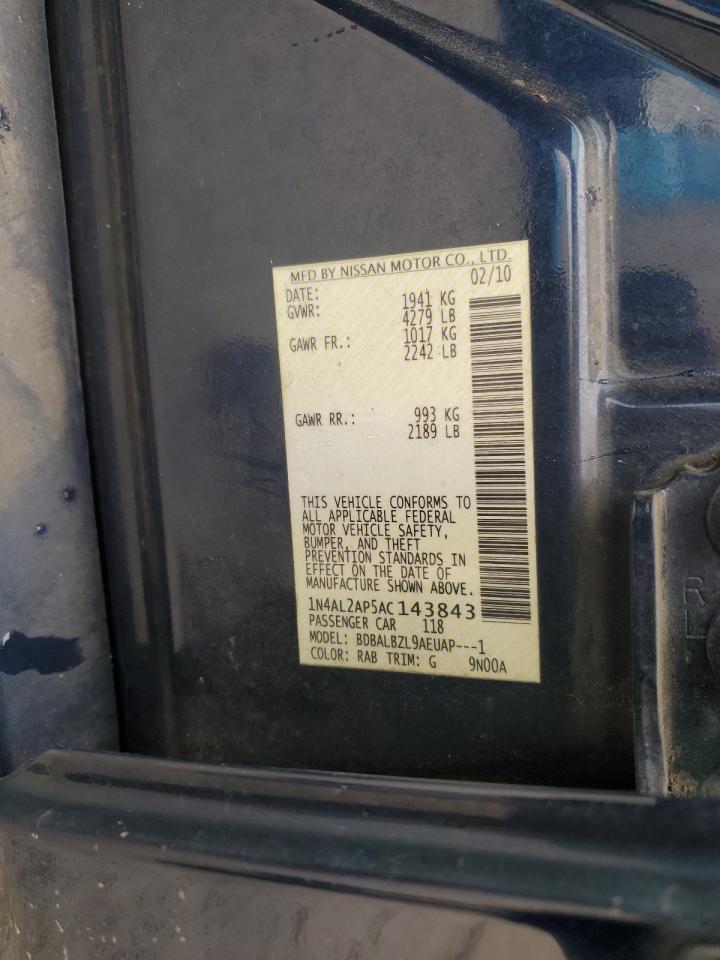 MFD BY NISSAN MOTOR CO., LTD.
DATE: 02/10
GVWR: 1941 KG
4279 LB
GAWR FR.: 1017 KG
2242 LB
GAWR RR.: 993 KG
2189 LB
THIS VEHICLE CONFORMS TO
ALL APPLICABLE FEDERAL
MOTOR VEHICLE SAFETY,
BUMPER, AND THEFT
PREVENTION STANDARDS IN
EFFECT ON THE DATE OF
MANUFACTURE SHOWN ABOVE.
1N4AL2AP5AC143843
PASSENGER CAR 118
MODEL: BDBALBZL9AEUAP---1
COLOR: RAB TRIM: G 9N00A